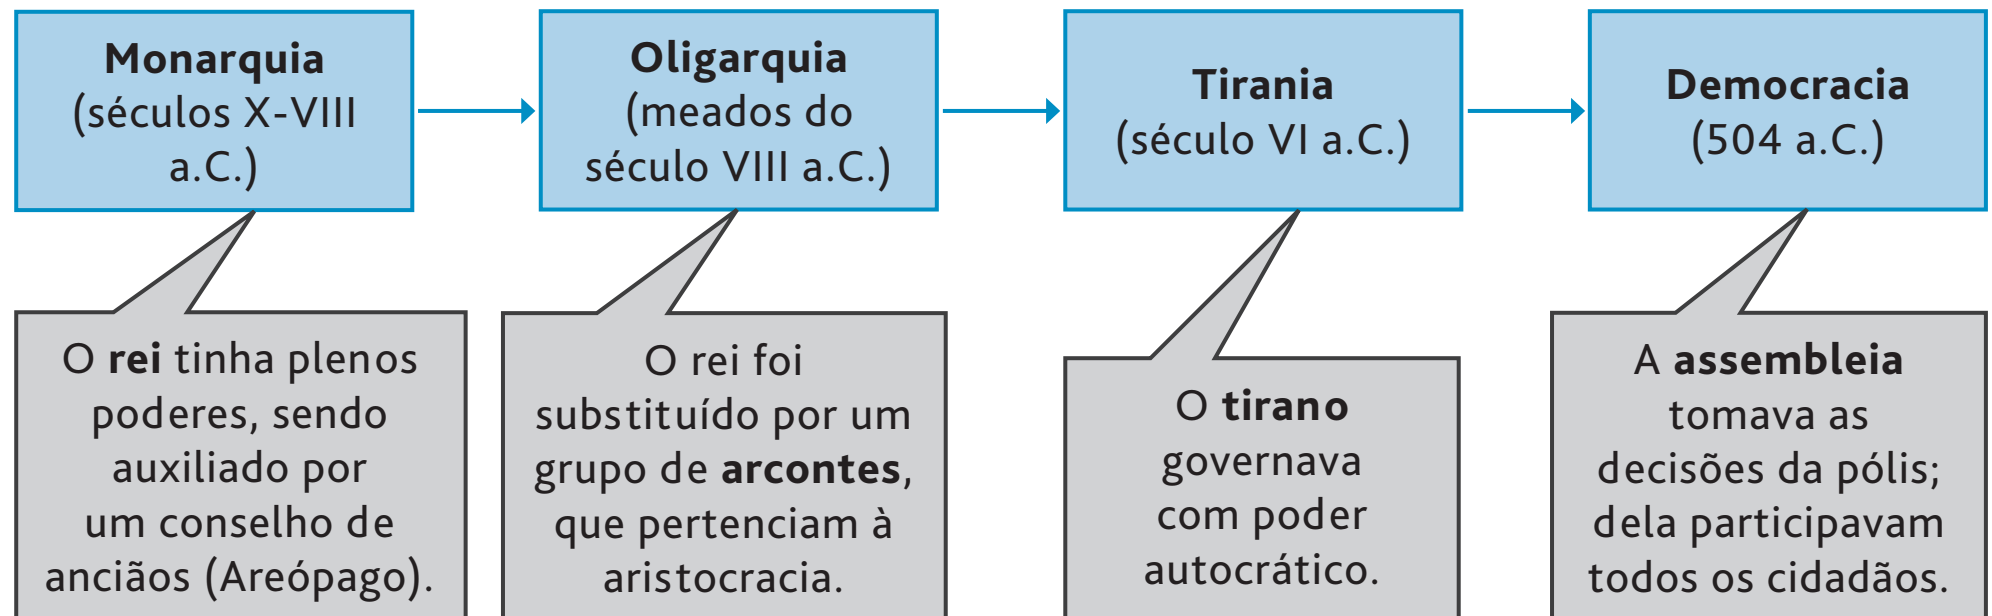 Monarquia
(séculos X-VIII
a.C.)
Oligarquia
(meados do
século VIII a.C.)
Tirania
(século VI a.C.)
Democracia
(504 a.C.)
O rei tinha plenos
poderes, sendo
auxiliado por
um conselho de
anciãos (Areópago).
O rei foi
substituído por um
grupo de arcontes,
que pertenciam à
aristocracia.
O tirano
governava
com poder
autocrático.
A assembleia
tomava as
decisões da pólis;
dela participavam
todos os cidadãos.